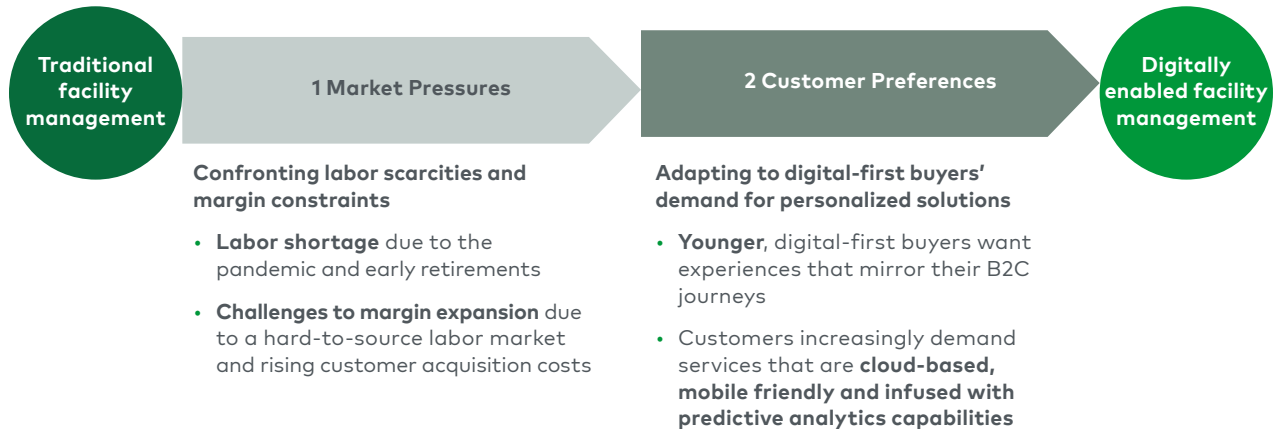 Traditional
facility
management
1 Market Pressures
2 Customer Preferences
Digitally
enabled facility
management
Confronting labor scarcities and
margin constraints
• Labor shortage due to the
pandemic and early retirements
• Challenges to margin expansion due
to a hard-to-source labor market
and rising customer acquisition costs
Adapting to digital-first buyers’
demand for personalized solutions
• Younger, digital-first buyers want
experiences that mirror their B2C
journeys
• Customers increasingly demand
services that are cloud-based,
mobile friendly and infused with
predictive analytics capabilities